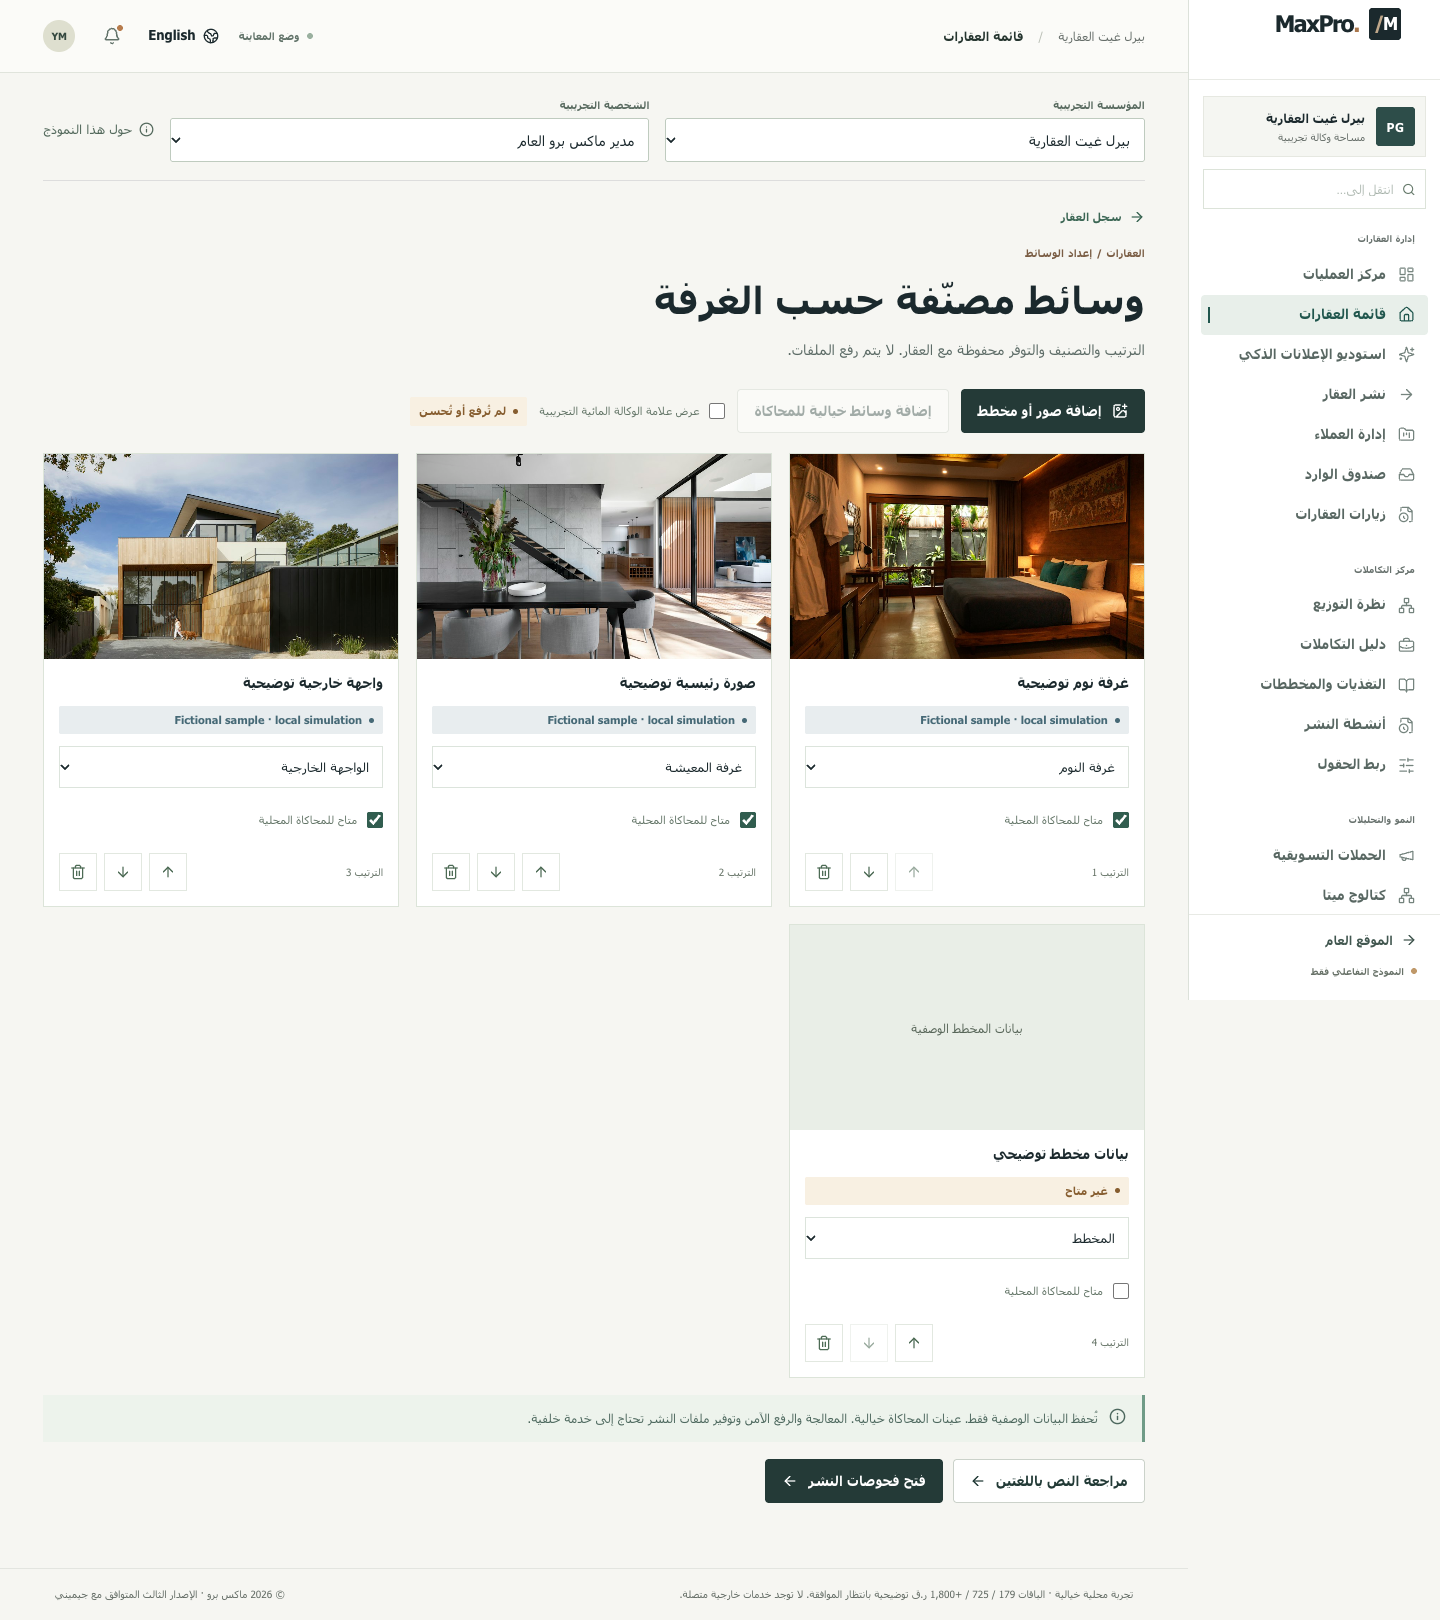 /M MaxPro.
PG
بيرل غيت العقارية
مساحة وكالة تجريبية
انتقل إلى...
إدارة العقارات
مركز العمليات
قائمة العقارات
استوديو الإعلانات الذكي
نشر العقار
إدارة العملاء
صندوق الوارد
زيارات العقارات
مركز التكاملات
نظرة التوزيع
دليل التكاملات
التغذيات والمخططات
أنشطة النشر
ربط الحقول
النمو والتحليلات
الحملات التسويقية
كتالوج ميتا
الموقع العام
النموذج التفاعلي فقط
بيرل غيت العقارية / قائمة العقارات
وضع المعاينة
English
YM
المؤسسة التجريبية
بيرل غيت العقارية
الشخصية التجريبية
مدير ماكس برو العام
حول هذا النموذج
سجل العقار
العقارات / إعداد الوسائط
وسائط مصنّفة حسب الغرفة
الترتيب والتصنيف والتوفر محفوظة مع العقار. لا يتم رفع الملفات.
إضافة صور أو مخطط
إضافة وسائط خيالية للمحاكاة
عرض علامة الوكالة المائية التجريبية
لم تُرفع أو تُحسن
غرفة نوم توضيحية
Fictional sample · local simulation
غرفة النوم
متاح للمحاكاة المحلية
الترتيب 1
صورة رئيسية توضيحية
Fictional sample · local simulation
غرفة المعيشة
متاح للمحاكاة المحلية
الترتيب 2
واجهة خارجية توضيحية
Fictional sample · local simulation
الواجهة الخارجية
متاح للمحاكاة المحلية
الترتيب 3
بيانات المخطط الوصفية
بيانات مخطط توضيحي
غير متاح
المخطط
متاح للمحاكاة المحلية
الترتيب 4
تُحفظ البيانات الوصفية فقط. عينات المحاكاة خيالية. المعالجة والرفع الآمن وتوفير ملفات النشر تحتاج إلى خدمة خلفية.
مراجعة النص باللغتين
فتح فحوصات النشر
تجربة محلية خيالية · الباقات 179 / 725 / 1,800+ ر.ق توضيحية بانتظار الموافقة. لا توجد خدمات خارجية متصلة.
© 2026 ماكس برو · الإصدار الثالث المتوافق مع جيميني